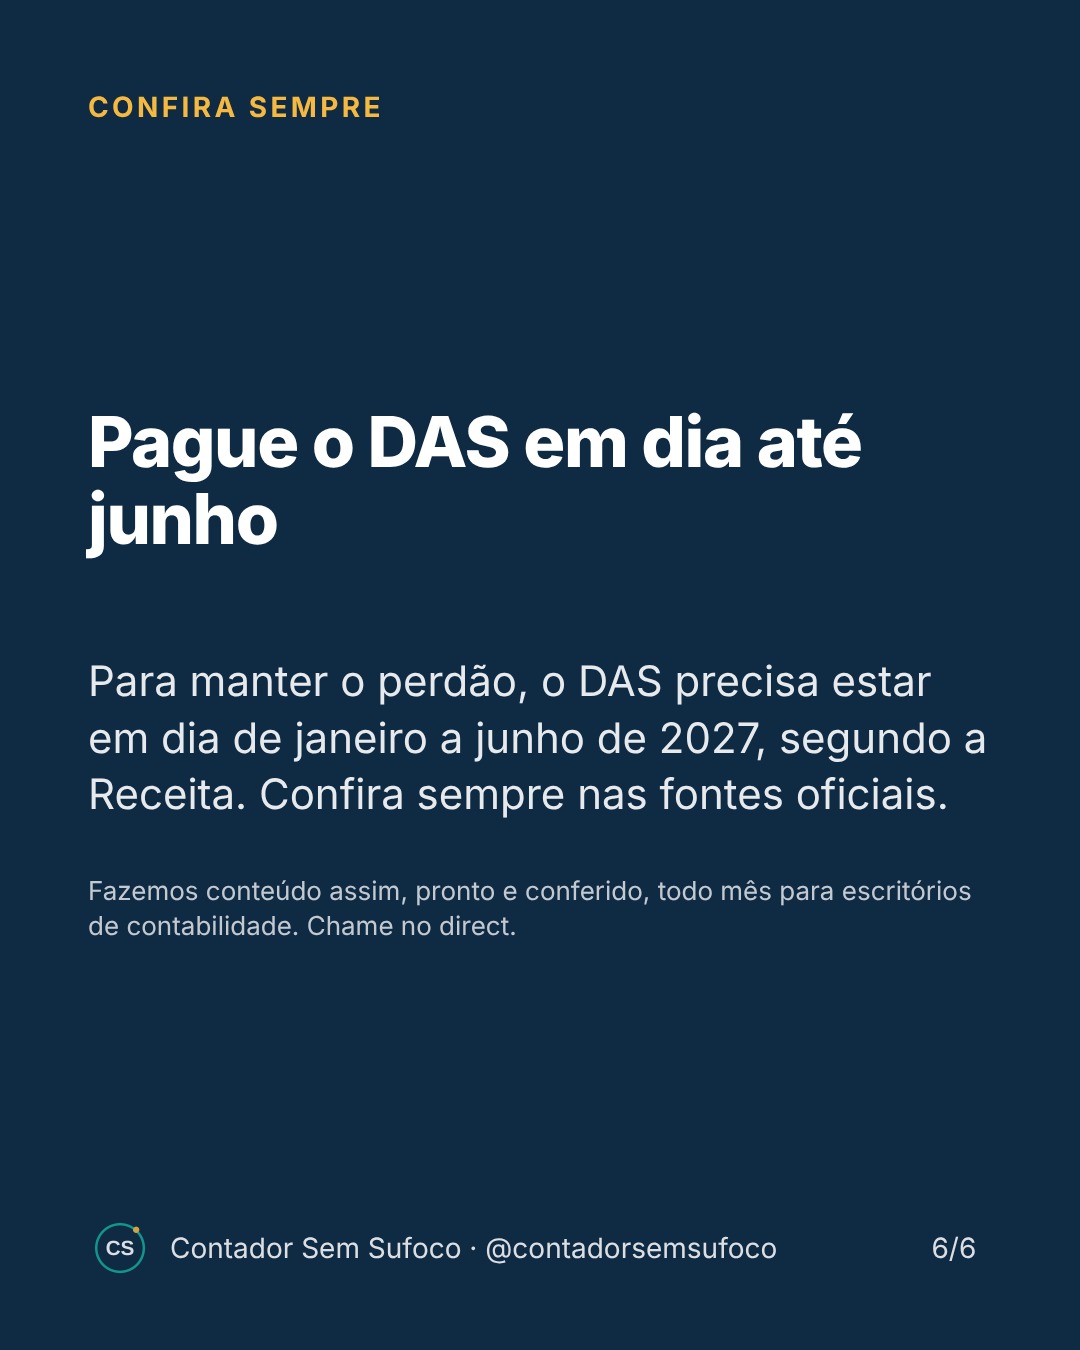 CONFIRA SEMPRE
Pague o DAS em dia até
junho
Para manter o perdão, o DAS precisa estar
em dia de janeiro a junho de 2027, segundo a
Receita. Confira sempre nas fontes oficiais.
Fazemos conteúdo assim, pronto e conferido, todo mês para escritórios
de contabilidade. Chame no direct.
CS Contador Sem Sufoco · @contadorsemsufoco 6/6